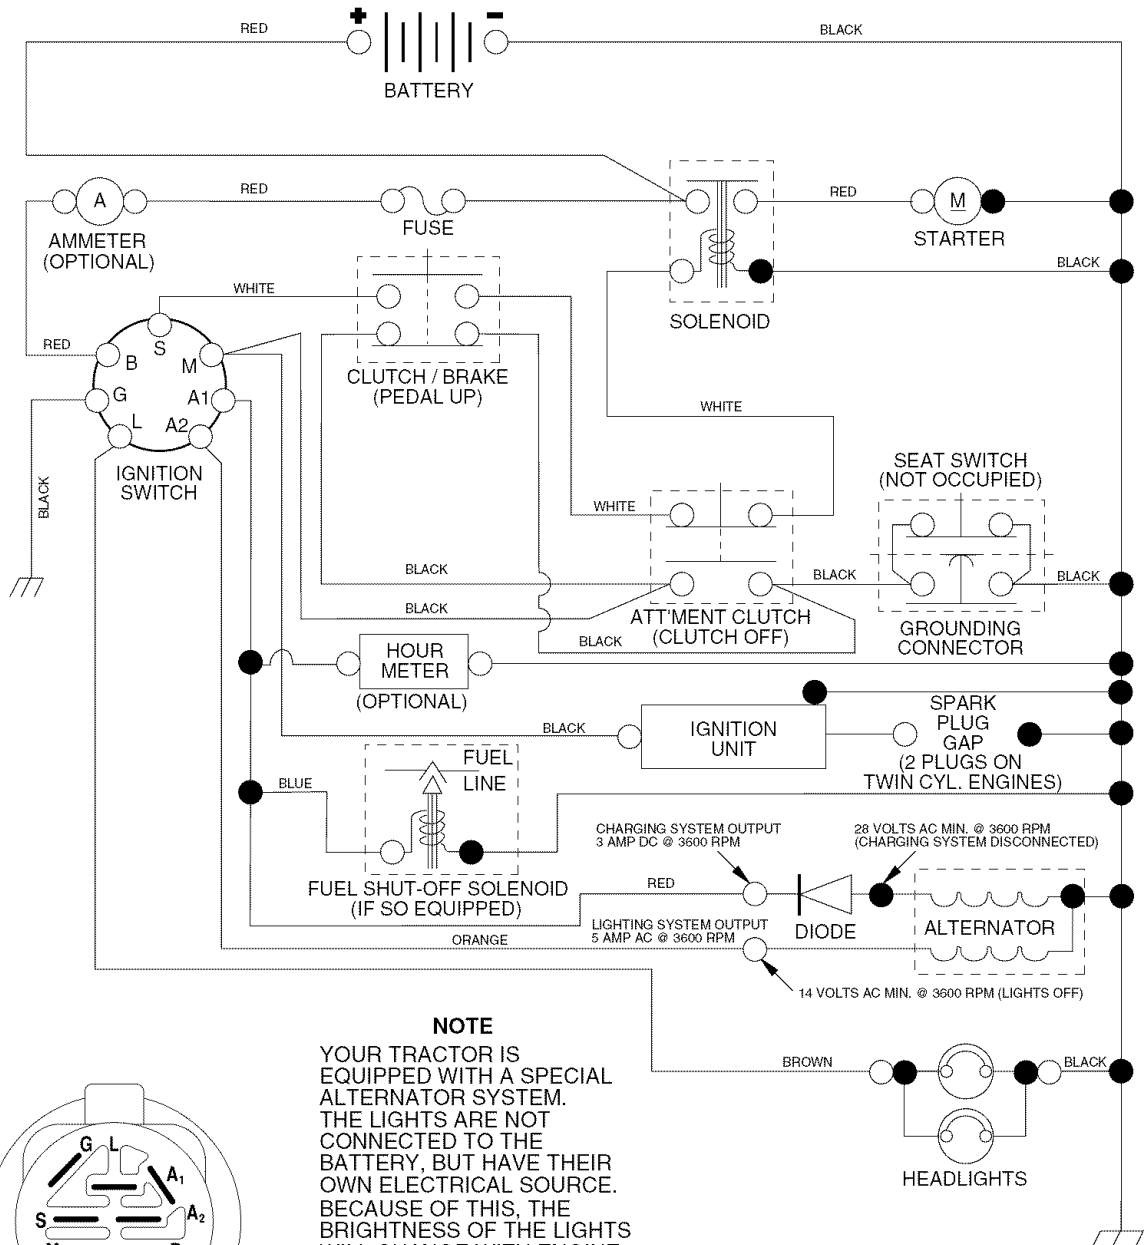 + −
RED
BLACK
BATTERY
RED
RED
A
M
FUSE
AMMETER
(OPTIONAL)
STARTER
BLACK
WHITE
SOLENOID
RED
S
B
M
G
A1
L
A2
CLUTCH / BRAKE
(PEDAL UP)
WHITE
IGNITION
SWITCH
BLACK
SEAT SWITCH
(NOT OCCUPIED)
WHITE
BLACK
BLACK
BLACK
BLACK
ATT'MENT CLUTCH
(CLUTCH OFF)
BLACK
GROUNDING
CONNECTOR
HOUR
METER
(OPTIONAL)
BLACK
IGNITION
UNIT
SPARK
PLUG
GAP
(2 PLUGS ON
TWIN CYL. ENGINES)
FUEL
LINE
BLUE
CHARGING SYSTEM OUTPUT
3 AMP DC @ 3600 RPM
28 VOLTS AC MIN. @ 3600 RPM
(CHARGING SYSTEM DISCONNECTED)
FUEL SHUT-OFF SOLENOID
(IF SO EQUIPPED)
RED
LIGHTING SYSTEM OUTPUT
5 AMP AC @ 3600 RPM
DIODE
ALTERNATOR
ORANGE
14 VOLTS AC MIN. @ 3600 RPM (LIGHTS OFF)
NOTE
YOUR TRACTOR IS
EQUIPPED WITH A SPECIAL
ALTERNATOR SYSTEM.
THE LIGHTS ARE NOT
CONNECTED TO THE
BATTERY, BUT HAVE THEIR
OWN ELECTRICAL SOURCE.
BECAUSE OF THIS, THE
BRIGHTNESS OF THE LIGHTS
BROWN
BLACK
HEADLIGHTS
G
L
A1
A2
S